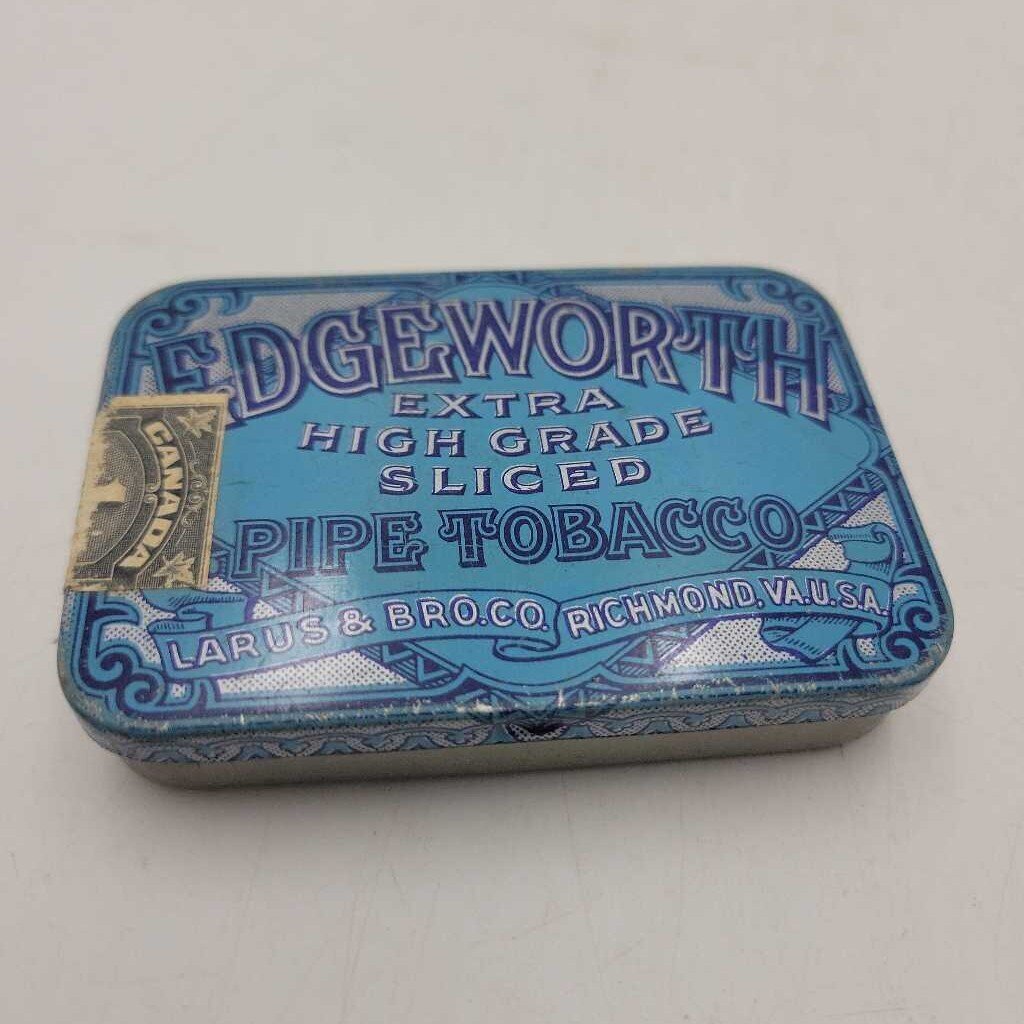 EDGEWORTH
EXTRA
HIGH GRADE
SLICED
PIPE TOBACCO
LARUS & BRO.CO. RICHMOND, VA.U.S.A.
CANADA